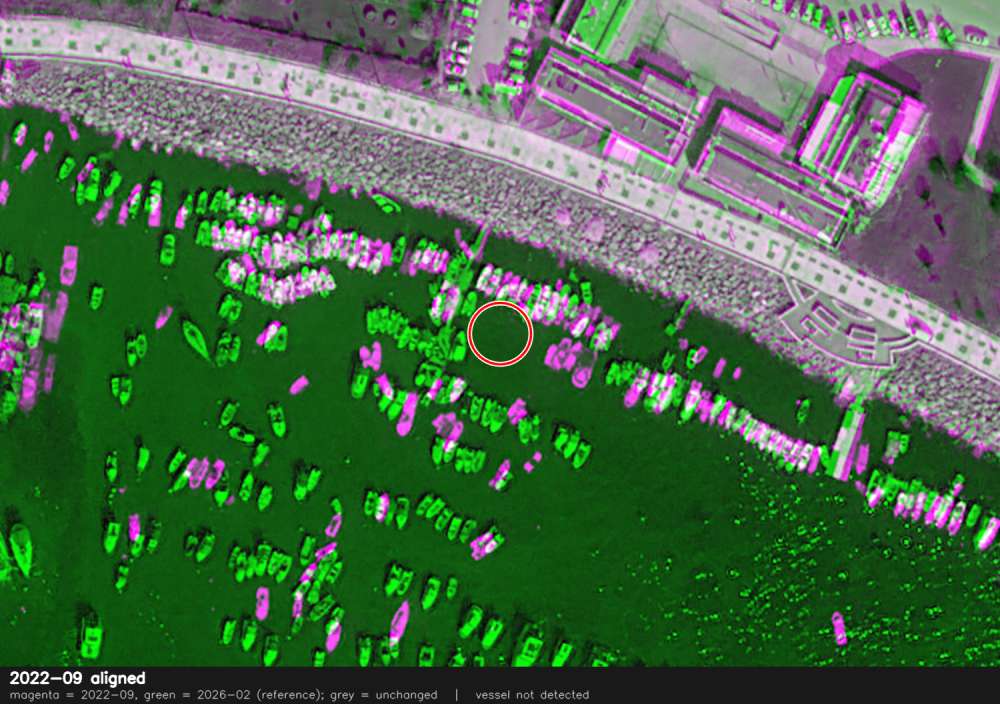 2022-09 aligned
magenta = 2022-09, green = 2026-02 (reference); grey = unchanged | vessel not detected